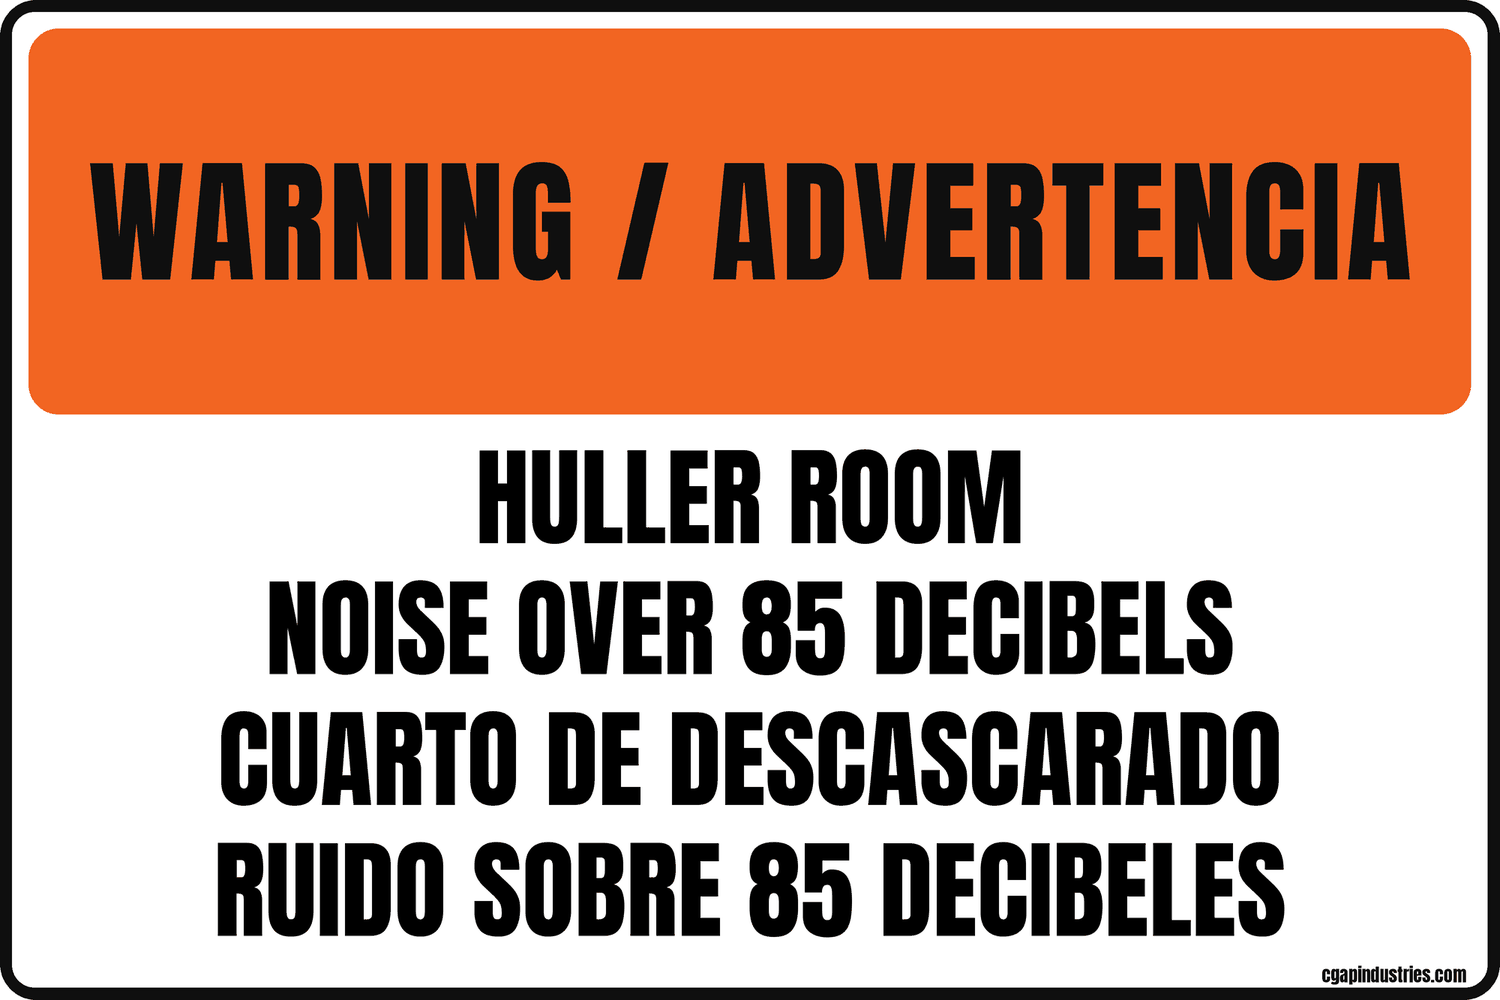 WARNING / ADVERTENCIA
HULLER ROOM
NOISE OVER 85 DECIBELS
CUARTO DE DESCASCARADO
RUIDO SOBRE 85 DECIBELES
cgapindustries.com